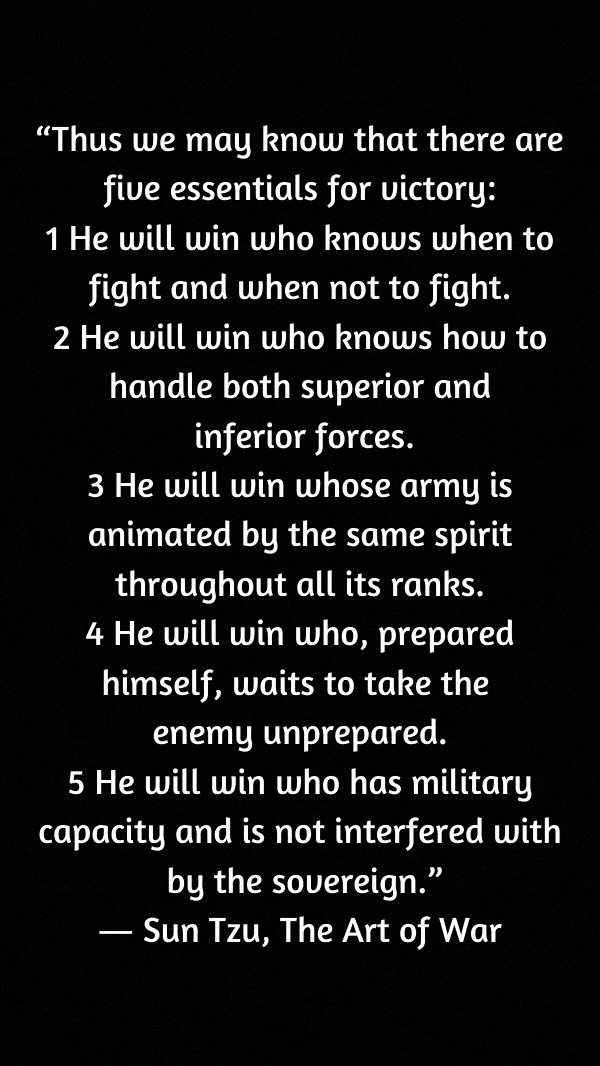 “Thus we may know that there are
five essentials for victory:
1 He will win who knows when to
fight and when not to fight.
2 He will win who knows how to
handle both superior and
inferior forces.
3 He will win whose army is
animated by the same spirit
throughout all its ranks.
4 He will win who, prepared
himself, waits to take the
enemy unprepared.
5 He will win who has military
capacity and is not interfered with
by the sovereign.”
— Sun Tzu, The Art of War